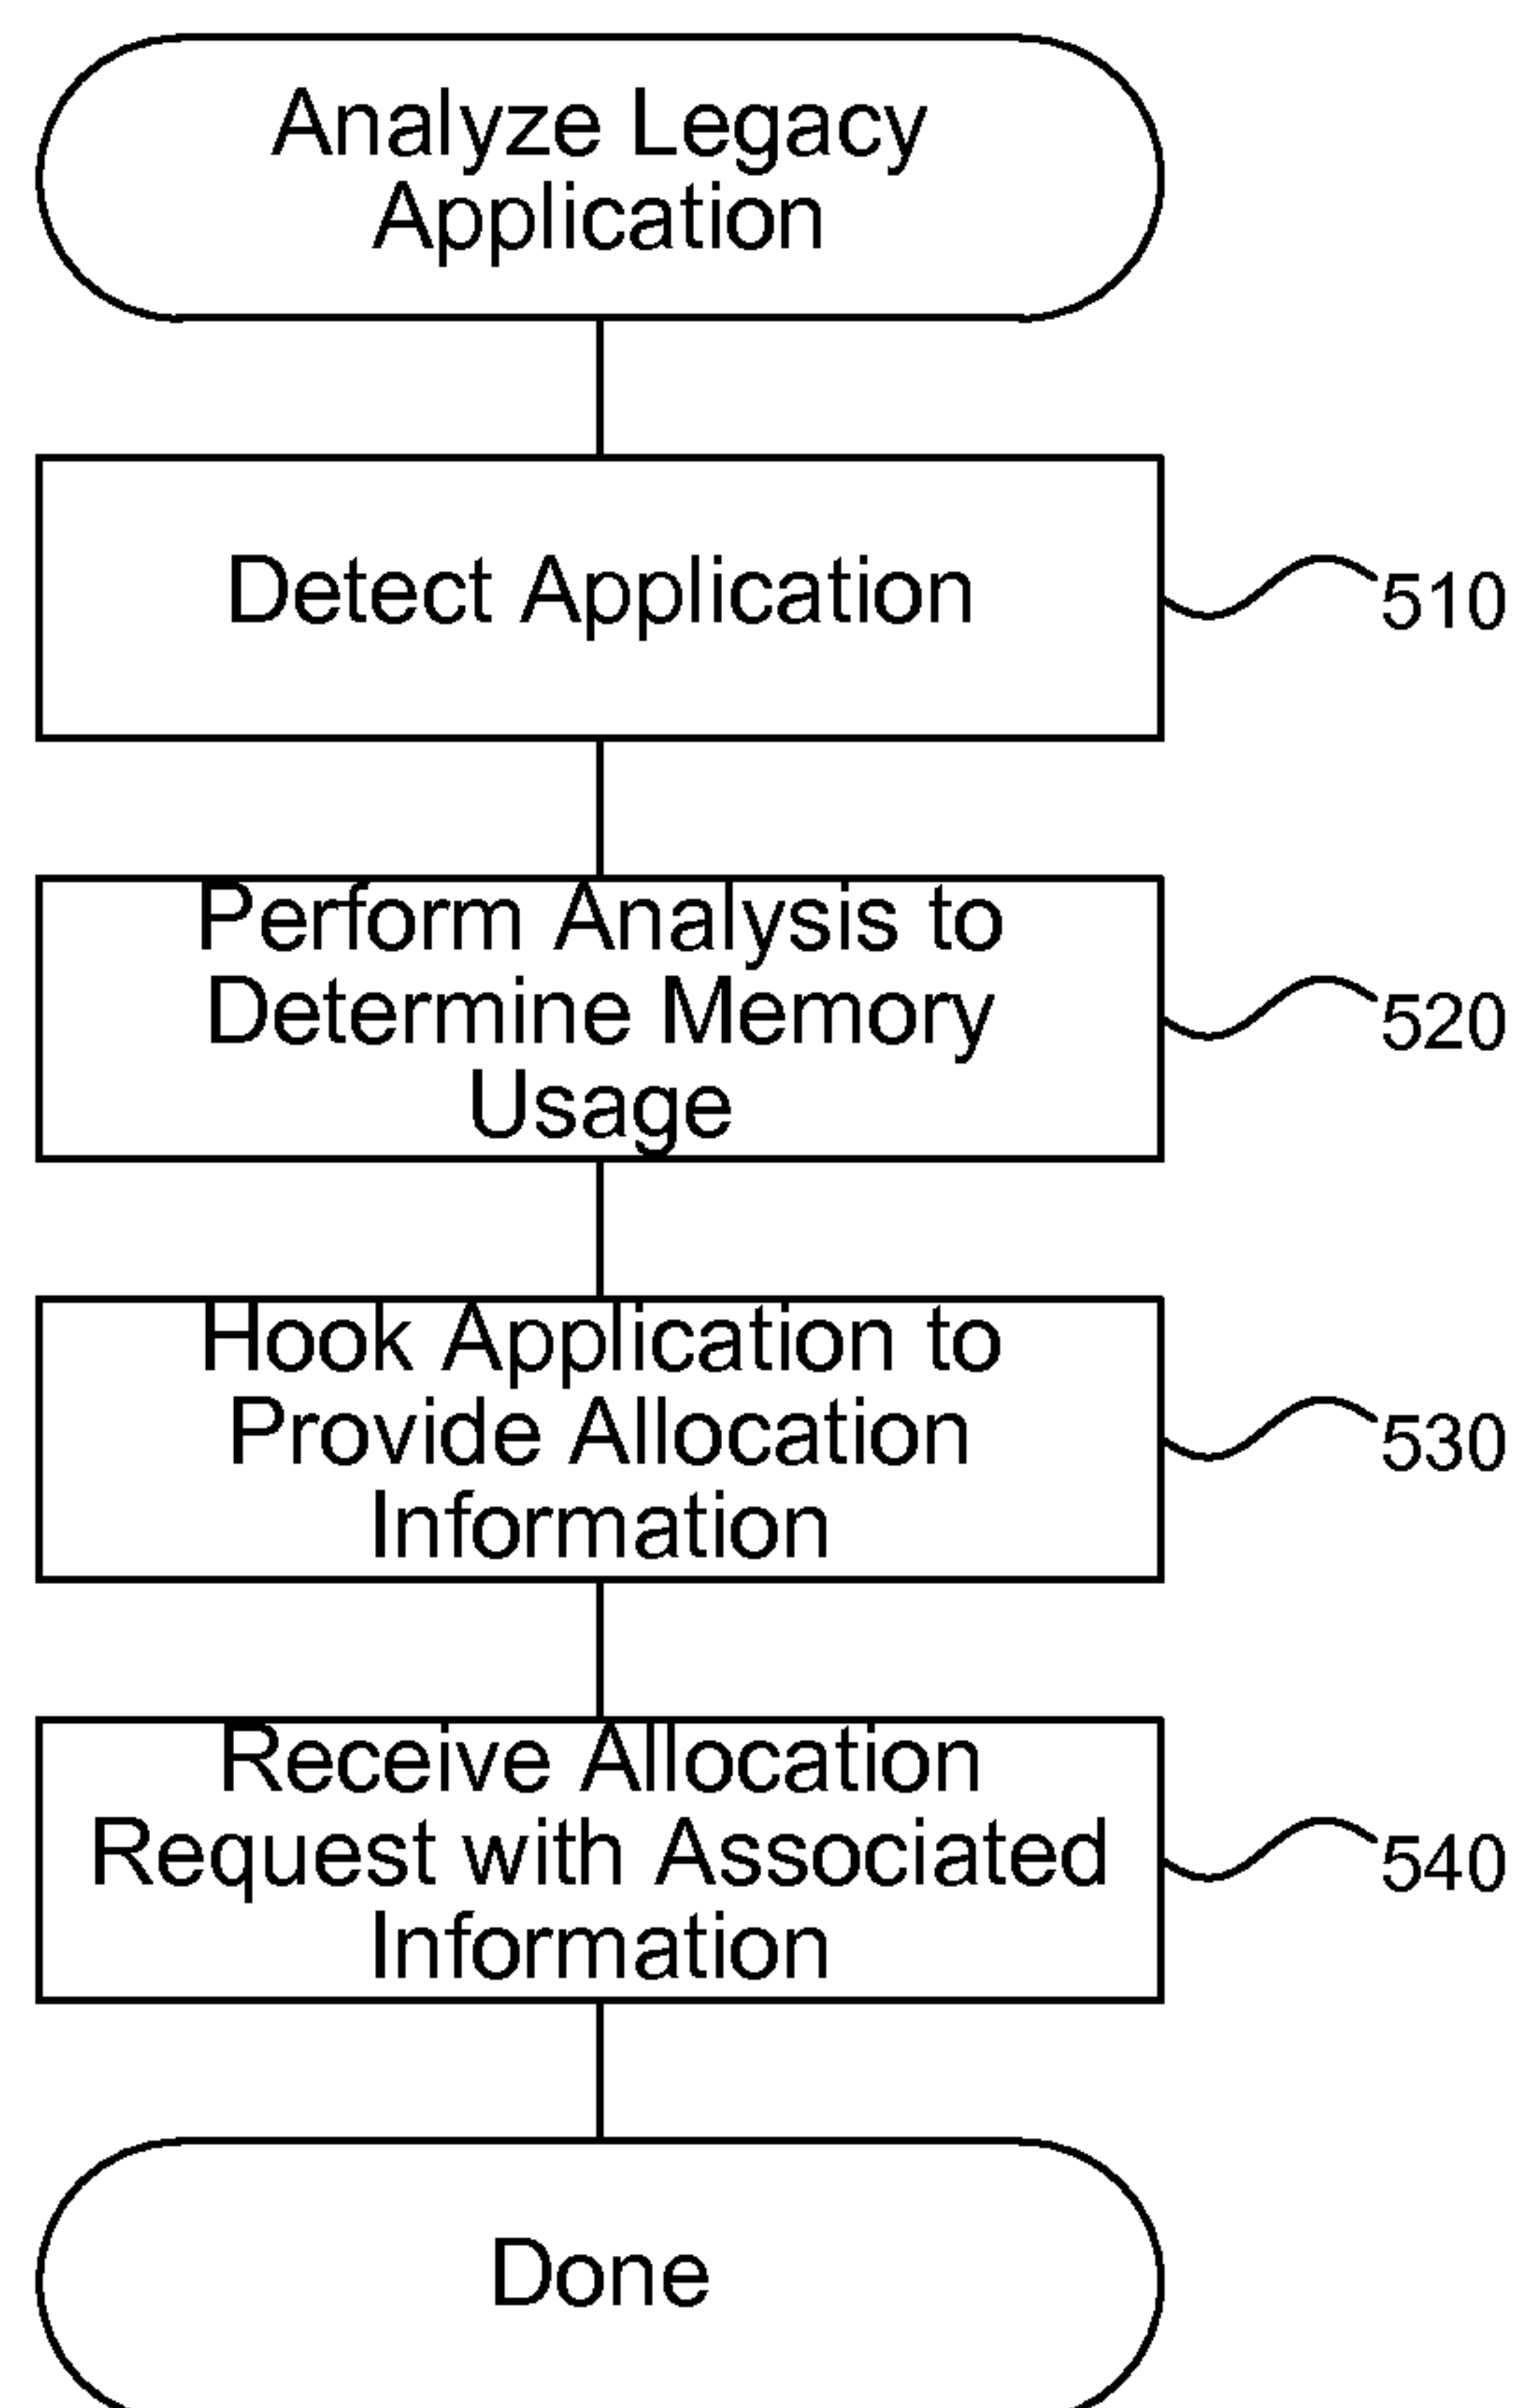 Analyze Legacy
Application
Detect Application
510
Perform Analysis to
Determine Memory
Usage
520
Hook Application to
Provide Allocation
Information
530
Receive Allocation
Request with Associated
Information
540
Done